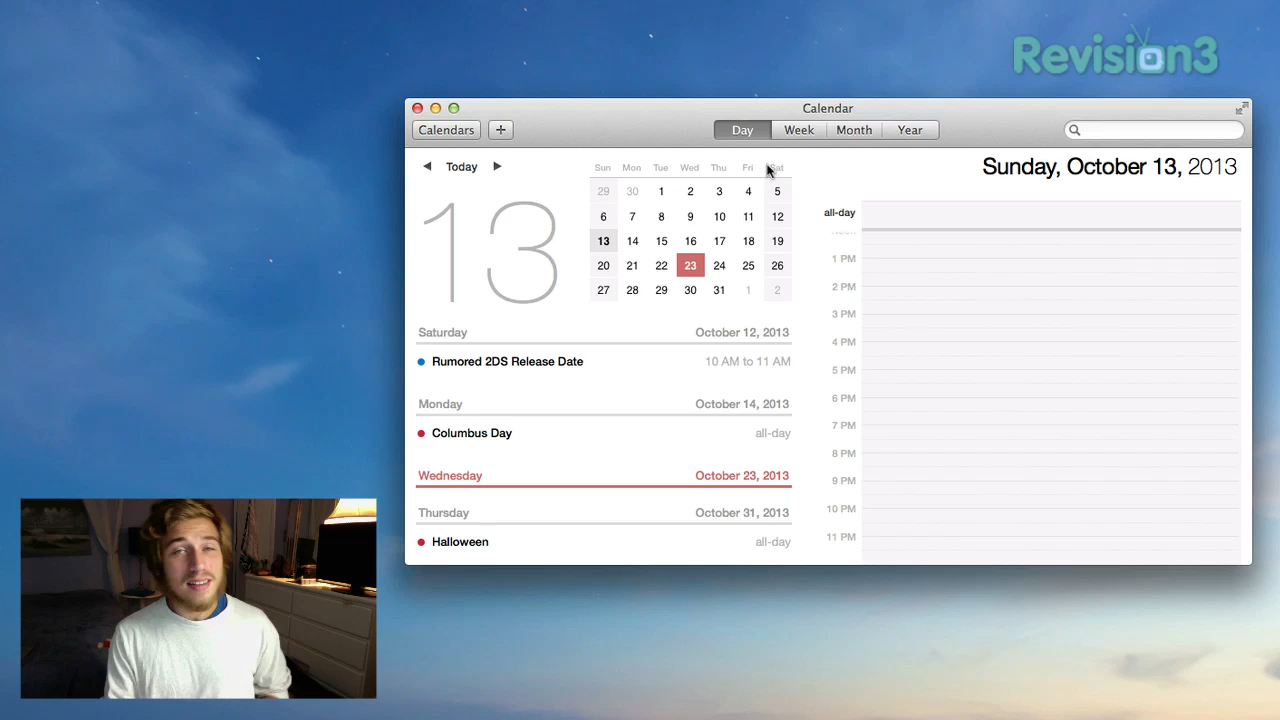 Revision3
Calendar
Calendars + Day Week Month Year
Today
Sunday, October 13, 2013
Sun Mon Tue Wed Thu Fri Sat
29 30 1 2 3 4 5
6 7 8 9 10 11 12
13 14 15 16 17 18 19
20 21 22 23 24 25 26
27 28 29 30 31 1 2
13
Saturday October 12, 2013
Rumored 2DS Release Date 10 AM to 11 AM
Monday October 14, 2013
Columbus Day all-day
Wednesday October 23, 2013
Thursday October 31, 2013
Halloween all-day
all-day
1 PM
2 PM
3 PM
4 PM
5 PM
6 PM
7 PM
8 PM
9 PM
10 PM
11 PM